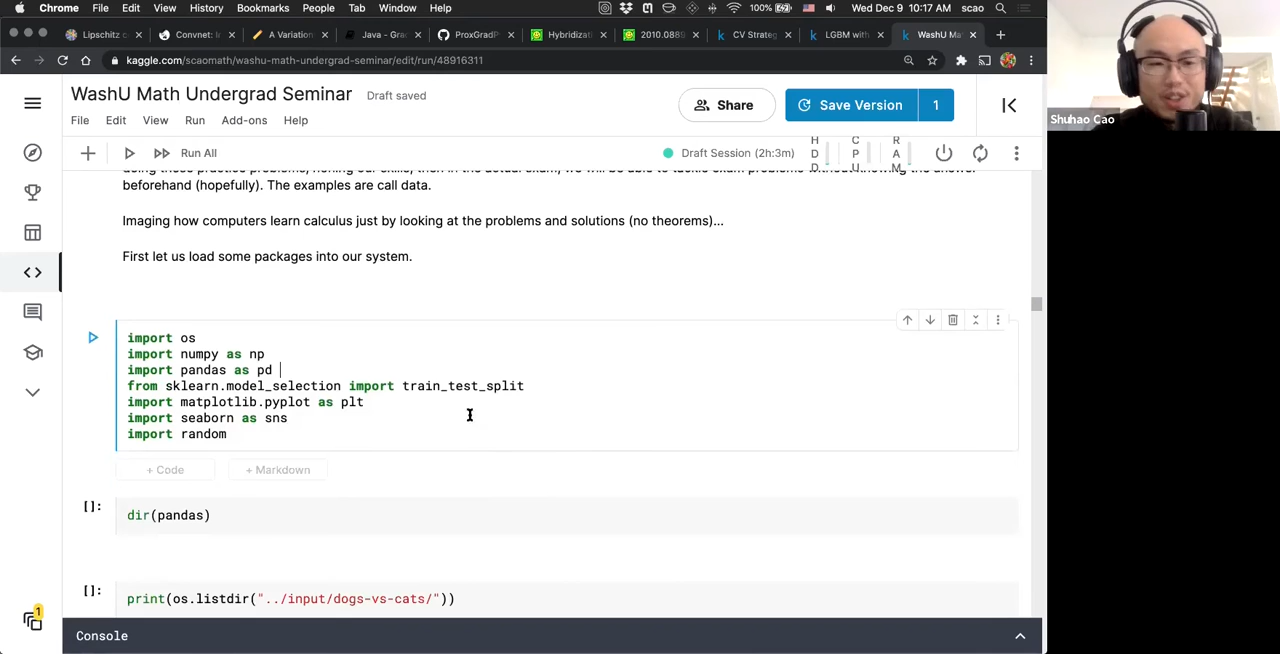 Chrome File Edit View History Bookmarks People Tab Window Help 100% Wed Dec 9 10:17 AM scao
Lipschitz c Convnet: I A Variation Java - Gra GitHub ProxGradP Hybridizati 2010.088 CV Strateg LGBM with WashU Ma
kaggle.com/scaomath/washu-math-undergrad-seminar/edit/run/48916311
WashU Math Undergrad Seminar Draft saved
File Edit View Run Add-ons Help
Share
Save Version 1
Run All
Draft Session (2h:3m)
HDD
CPU
RAM
beforehand (hopefully). The examples are call data.
Imaging how computers learn calculus just by looking at the problems and solutions (no theorems)...
First let us load some packages into our system.
import os
import numpy as np
import pandas as pd
from sklearn.model_selection import train_test_split
import matplotlib.pyplot as plt
import seaborn as sns
import random
+ Code + Markdown
[]: dir(pandas)
[]: print(os.listdir("../input/dogs-vs-cats/"))
1
Console
Shuhao Cao